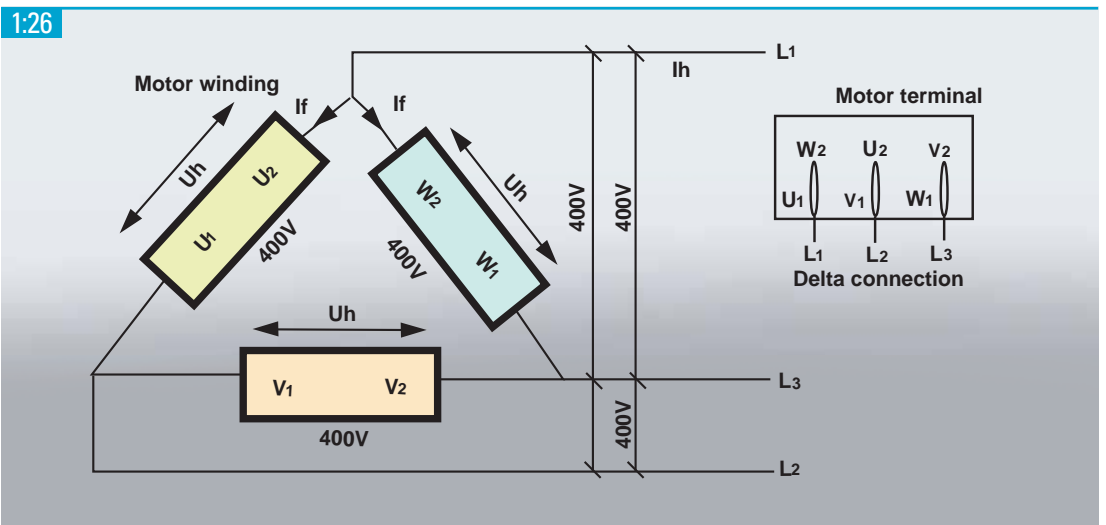 1:26
Motor winding
If
If
Uh
U2
U1
400V
W2
W1
400V
Uh
Uh
V1
V2
400V
Ih
L1
400V
400V
400V
L3
L2
Motor terminal
W2 U2 V2
U1 V1 W1
L1 L2 L3
Delta connection